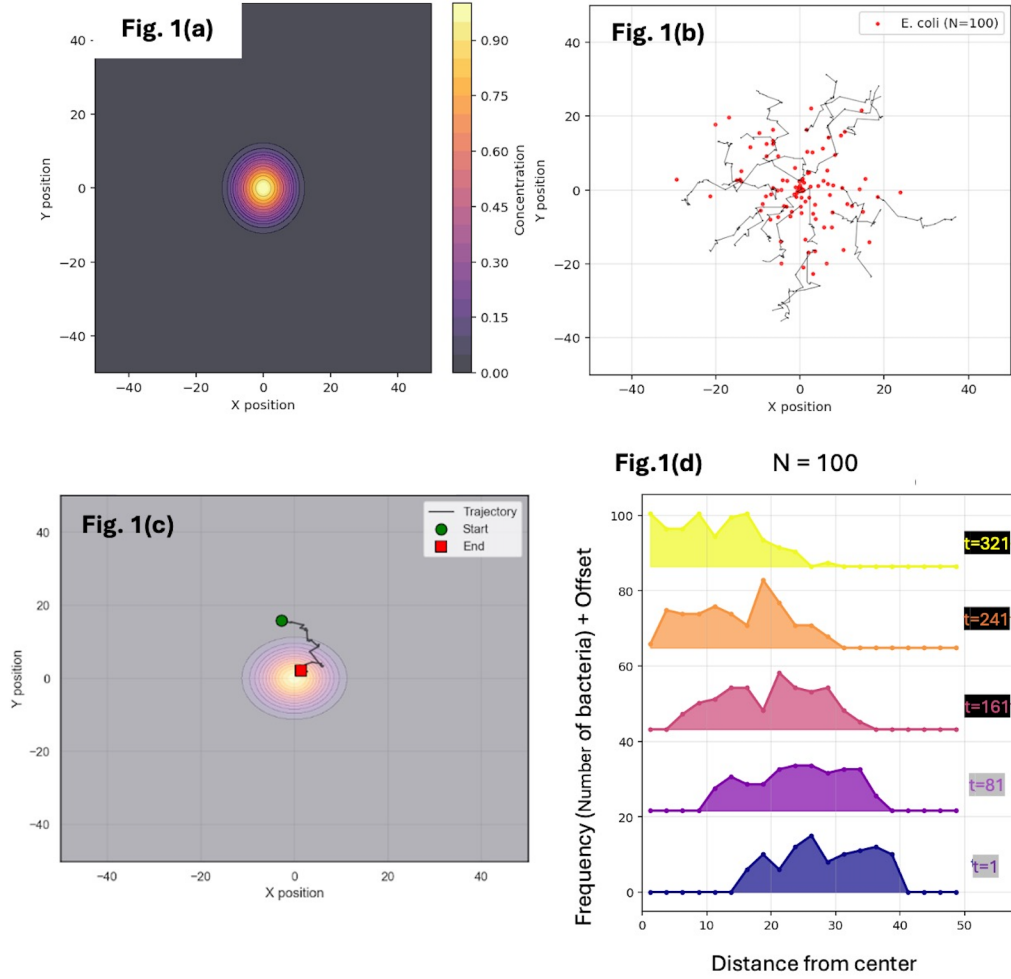 Fig. 1(a)
40
20
0
−20
−40
Y position
−40
−20
0
20
40
X position
0.90
0.75
0.60
0.45
0.30
0.15
0.00
Concentration
Fig. 1(b)
E. coli (N=100)
40
20
0
−20
−40
Y position
−40
−20
0
20
40
X position
Fig. 1(c)
Trajectory
Start
End
40
20
0
−20
−40
Y position
−40
−20
0
20
40
X position
Fig.1(d)
N = 100
100
80
60
40
20
0
Frequency (Number of bacteria) + Offset
t=321
t=241
t=161
t=81
t=1
0
10
20
30
40
50
Distance from center